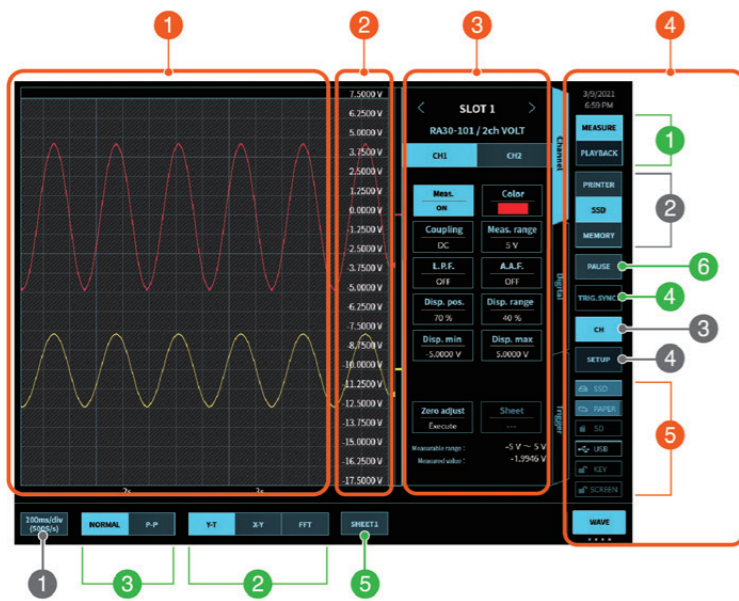 1
2
3
4
7.5000 V
6.2500 V
5.0000 V
3.7500 V
2.5000 V
1.2500 V
0.0000 V
-1.2500 V
-2.5000 V
-3.7500 V
-5.0000 V
-6.2500 V
-7.5000 V
-8.7500 V
-10.0000 V
-11.2500 V
-12.5000 V
-13.7500 V
-15.0000 V
-16.2500 V
-17.5000 V
2s
3s
< SLOT 1 >
RA30-101 / 2ch VOLT
CH1 CH2
Meas. Color
ON
Coupling Meas. range
DC 5 V
L.P.F. A.A.F.
OFF OFF
Disp. pos. Disp. range
70 % 40 %
Disp. min Disp. max
-5.0000 V 5.0000 V
Zero adjust Sheet
Execute ----
Measurable range : -5 V ~ 5 V
Measured value : -1.9946 V
Channel
Digital
Trigger
3/9/2021
6:59 PM
MEASURE
PLAYBACK
1
PRINTER
SSD
MEMORY
2
PAUSE
6
TRIG.SYNC
4
CH
3
SETUP
4
SSD
PAPER
SD
USB
KEY
SCREEN
5
WAVE
200ms/div
(500S/s)
NORMAL P-P
Y-T X-Y FFT
SHEET1
1
3
2
5